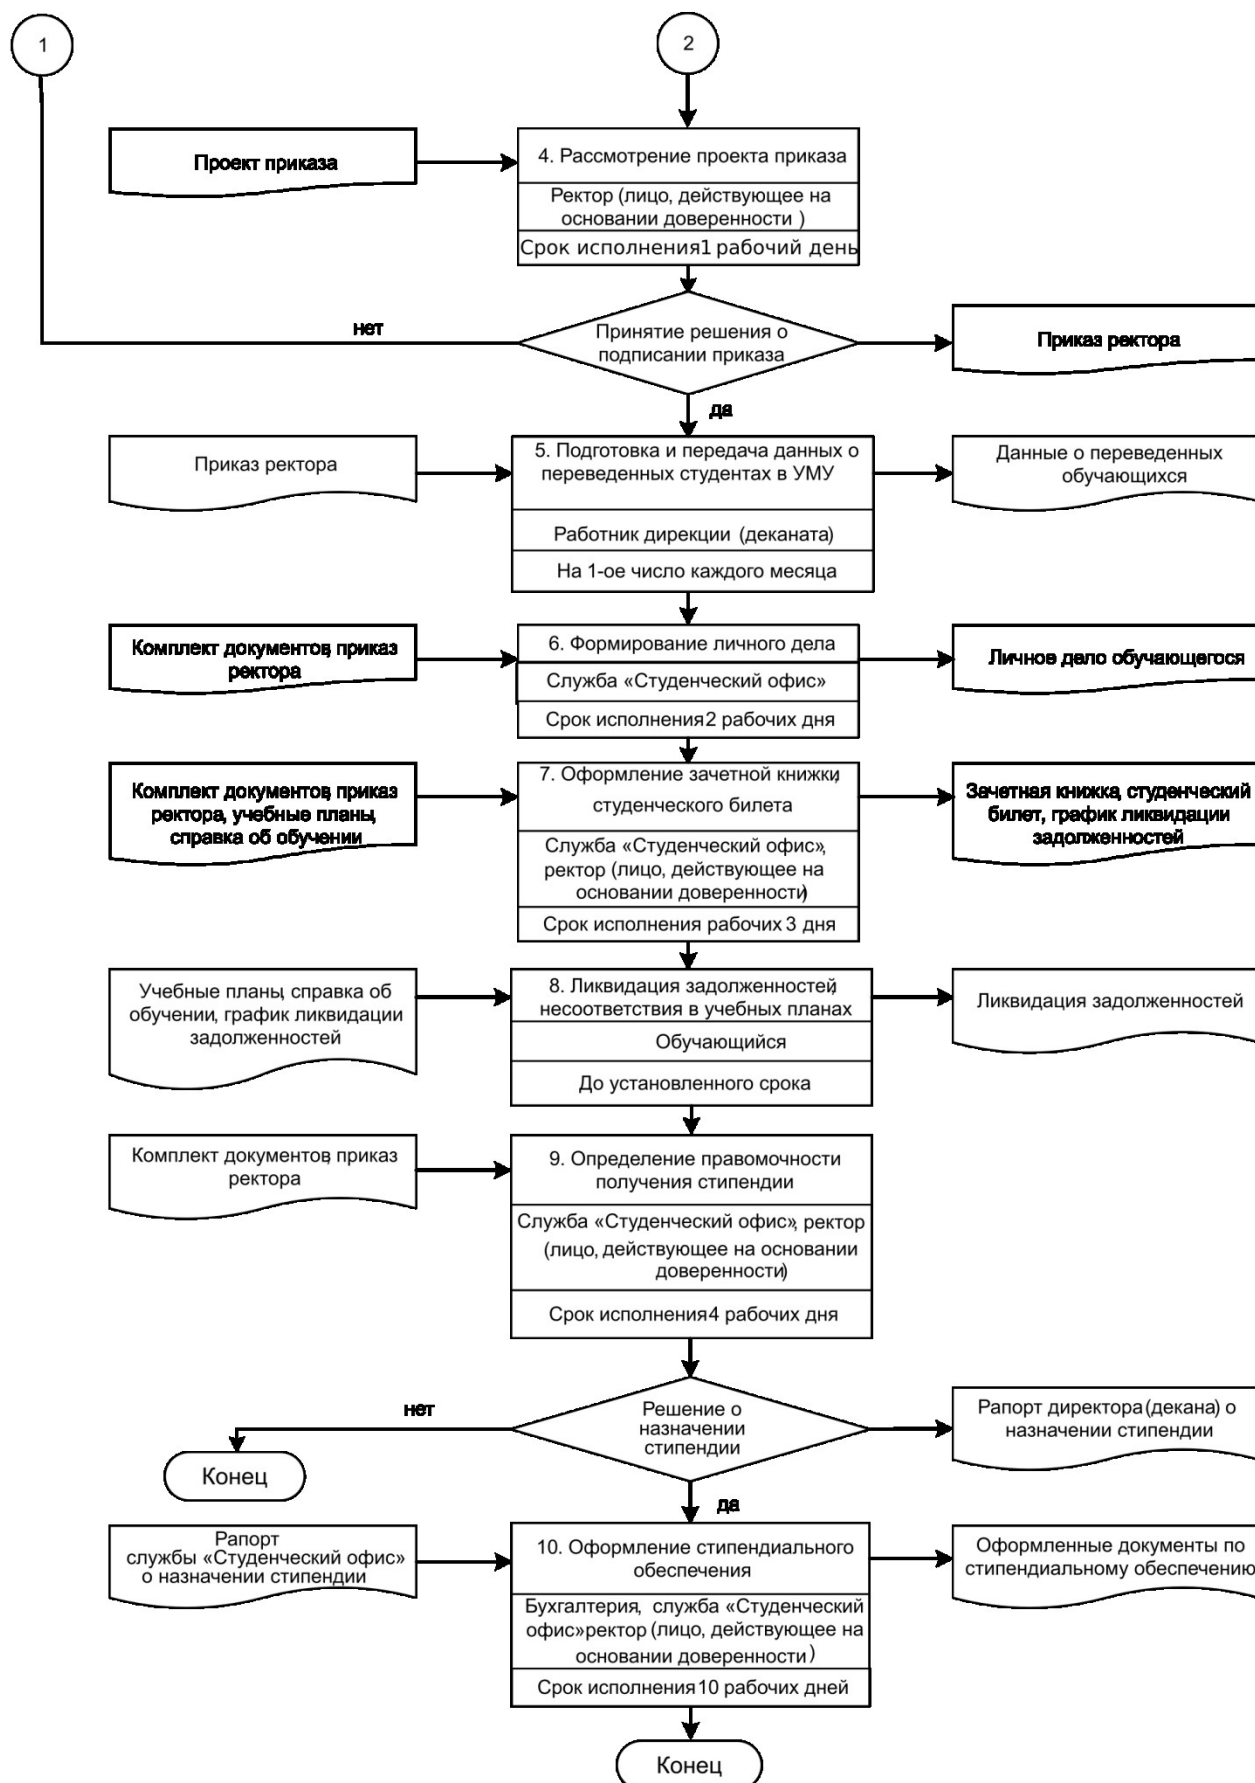 1
2
Проект приказа
4. Рассмотрение проекта приказа
Ректор (лицо, действующее на
основании доверенности )
Срок исполнения1 рабочий день
нет
Принятие решения о
подписании приказа
Приказ ректора
да
Приказ ректора
5. Подготовка и передача данных о
переведенных студентах в УМУ
Работник дирекции (деканата)
На 1-ое число каждого месяца
Данные о переведенных
обучающихся
Комплект документов, приказ
ректора
6. Формирование личного дела
Служба «Студенческий офис»
Срок исполнения 2 рабочих дня
Личное дело обучающегося
Комплект документов, приказ
ректора, учебные планы,
справка об обучении
7. Оформление зачетной книжки,
студенческого билета
Служба «Студенческий офис»,
ректор (лицо, действующее на
основании доверенности)
Срок исполнения рабочих 3 дня
Зачетная книжка, студенческий
билет, график ликвидации
задолженностей
Учебные планы, справка об
обучении, график ликвидации
задолженностей
8. Ликвидация задолженностей,
несоответствия в учебных планах
Обучающийся
До установленного срока
Ликвидация задолженностей
Комплект документов, приказ
ректора
9. Определение правомочности
получения стипендии
Служба «Студенческий офис», ректор
(лицо, действующее на основании
доверенности)
Срок исполнения 4 рабочих дня
нет
Решение о
назначении
стипендии
Рапорт директора (декана) о
назначении стипендии
Конец
да
Рапорт
службы «Студенческий офис»
о назначении стипендии
10. Оформление стипендиального
обеспечения
Бухгалтерия, служба «Студенческий
офис»ректор (лицо, действующее на
основании доверенности )
Срок исполнения 10 рабочих дней
Оформленные документы по
стипендиальному обеспечению
Конец